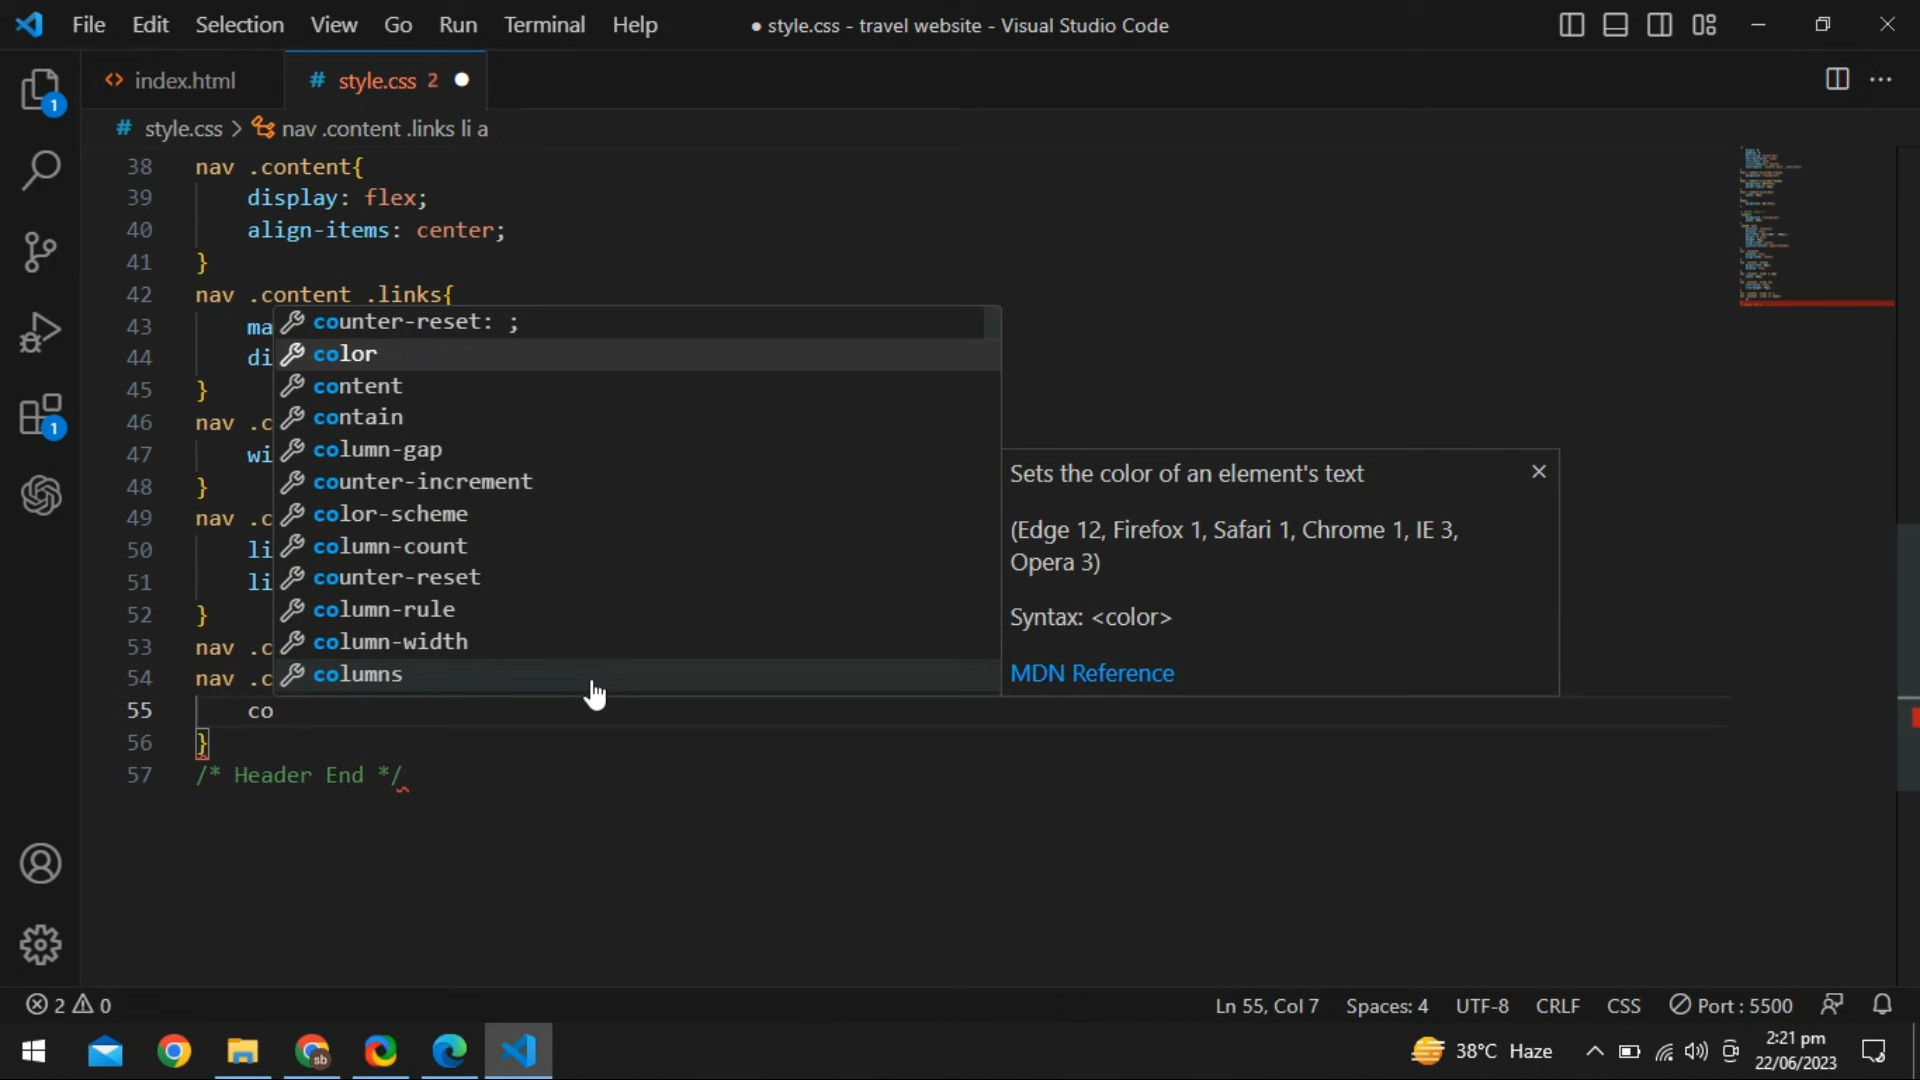 File Edit Selection View Go Run Terminal Help ● style.css - travel website - Visual Studio Code
index.html # style.css 2
# style.css > nav .content .links li a
38 nav .content{
39 display: flex;
40 align-items: center;
41 }
42 nav .content .links{
43 ma
44 di
45 }
46 nav .c
47 wi
48 }
49 nav .c
50 li
51 li
52 }
53 nav .c
54 nav .c
55 co
56 }
57 /* Header End */
counter-reset: ;
color
content
contain
column-gap
counter-increment
color-scheme
column-count
counter-reset
column-rule
column-width
columns
Sets the color of an element's text
(Edge 12, Firefox 1, Safari 1, Chrome 1, IE 3,
Opera 3)
Syntax: <color>
MDN Reference
1
1
2 0 Ln 55, Col 7 Spaces: 4 UTF-8 CRLF CSS Port : 5500
sb 38°C Haze 2:21 pm
22/06/2023